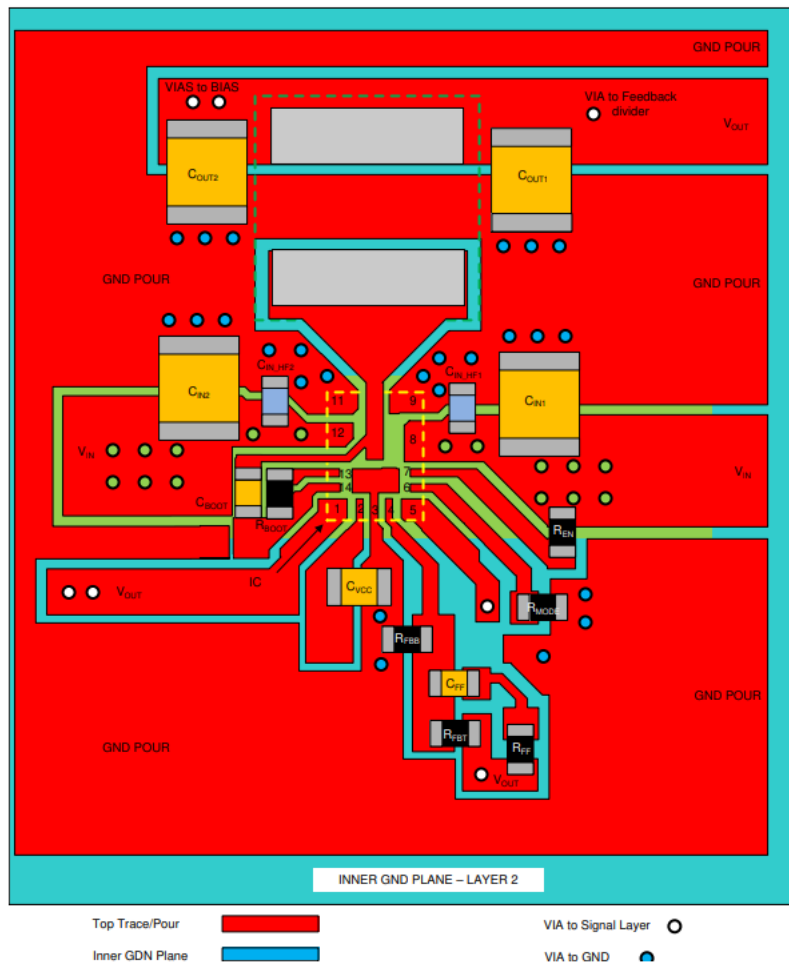 GND POUR
VIAS to BIAS
VIA to Feedback
divider
VOUT
COUT2
COUT1
GND POUR
GND POUR
CIN_HF2
CIN_HF1
CIN2
CIN1
11
9
12
8
VIN
VIN
13
7
14
6
CBOOT
RBOOT
1
2
3
4
5
REN
IC
CVCC
VOUT
RMODE
RFBB
CFF
GND POUR
RFBT
RFF
GND POUR
VOUT
INNER GND PLANE – LAYER 2
Top Trace/Pour
VIA to Signal Layer
Inner GDN Plane
VIA to GND